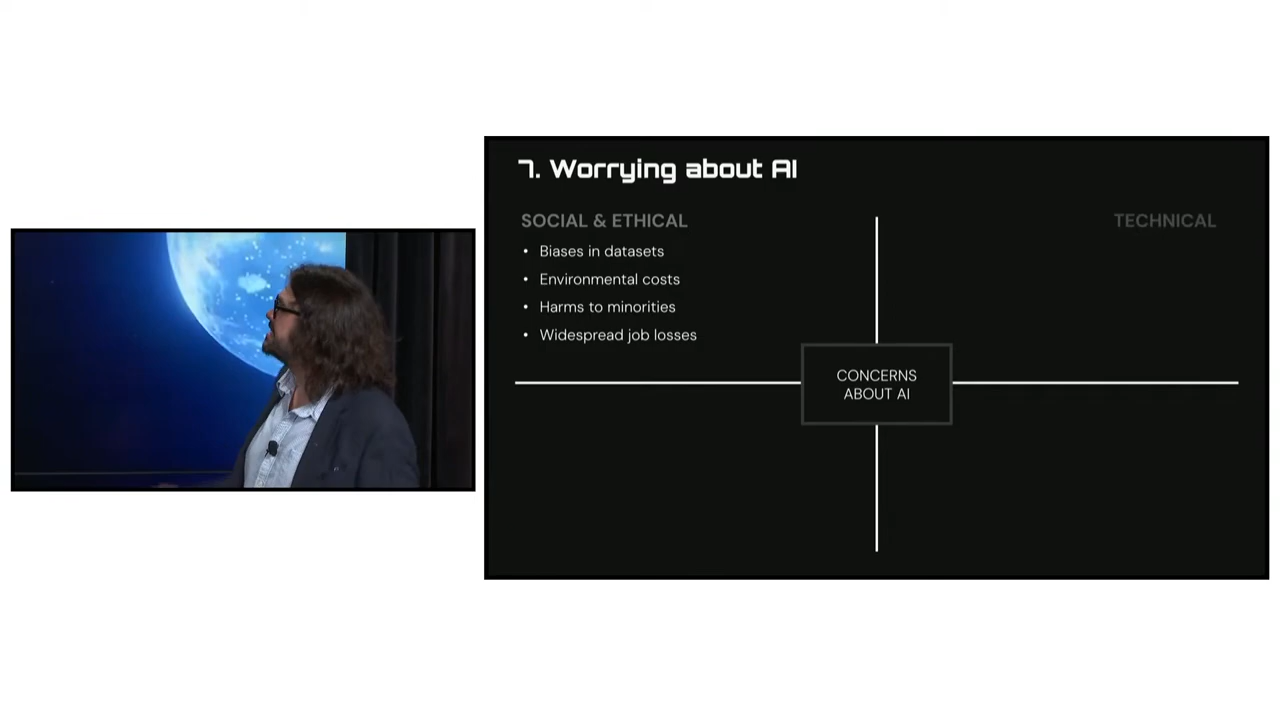 7. Worrying about AI
SOCIAL & ETHICAL
TECHNICAL
• Biases in datasets
• Environmental costs
• Harms to minorities
• Widespread job losses
CONCERNS
ABOUT AI